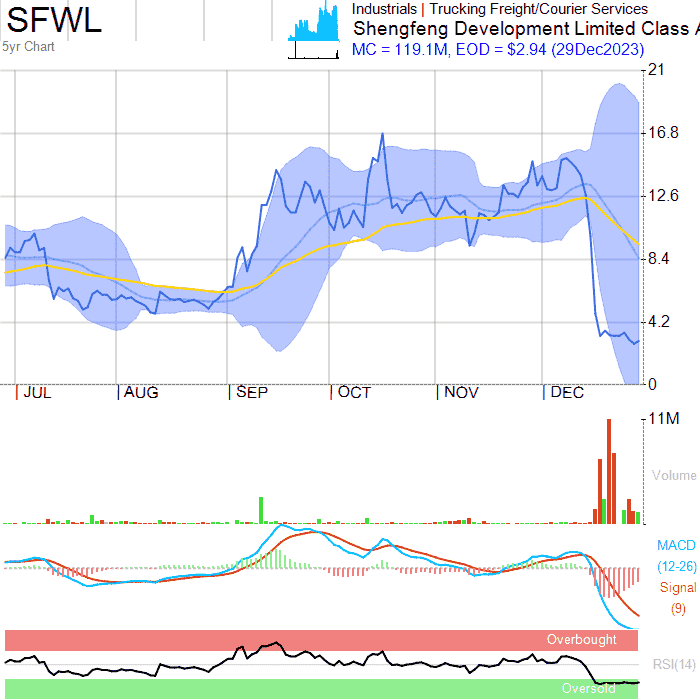 SFWL
5yr Chart
Industrials | Trucking Freight/Courier Services
Shengfeng Development Limited Class A
MC = 119.1M, EOD = $2.94 (29Dec2023)
21
16.8
12.6
8.4
4.2
0
JUL AUG SEP OCT NOV DEC
11M
Volume
MACD
(12-26)
Signal
(9)
Overbought
RSI(14)
Oversold